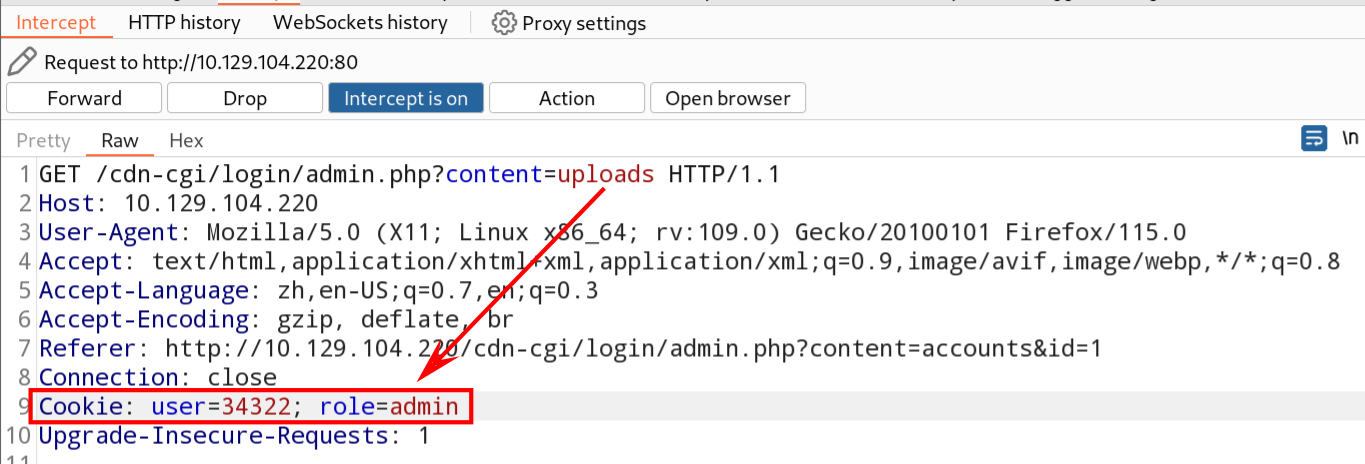 Intercept HTTP history WebSockets history Proxy settings
Request to http://10.129.104.220:80
Forward Drop Intercept is on Action Open browser
Pretty Raw Hex \n
1 GET /cdn-cgi/login/admin.php?content=uploads HTTP/1.1
2 Host: 10.129.104.220
3 User-Agent: Mozilla/5.0 (X11; Linux x86_64; rv:109.0) Gecko/20100101 Firefox/115.0
4 Accept: text/html,application/xhtml+xml,application/xml;q=0.9,image/avif,image/webp,*/*;q=0.8
5 Accept-Language: zh,en-US;q=0.7,en;q=0.3
6 Accept-Encoding: gzip, deflate, br
7 Referer: http://10.129.104.220/cdn-cgi/login/admin.php?content=accounts&id=1
8 Connection: close
9 Cookie: user=34322; role=admin
10 Upgrade-Insecure-Requests: 1